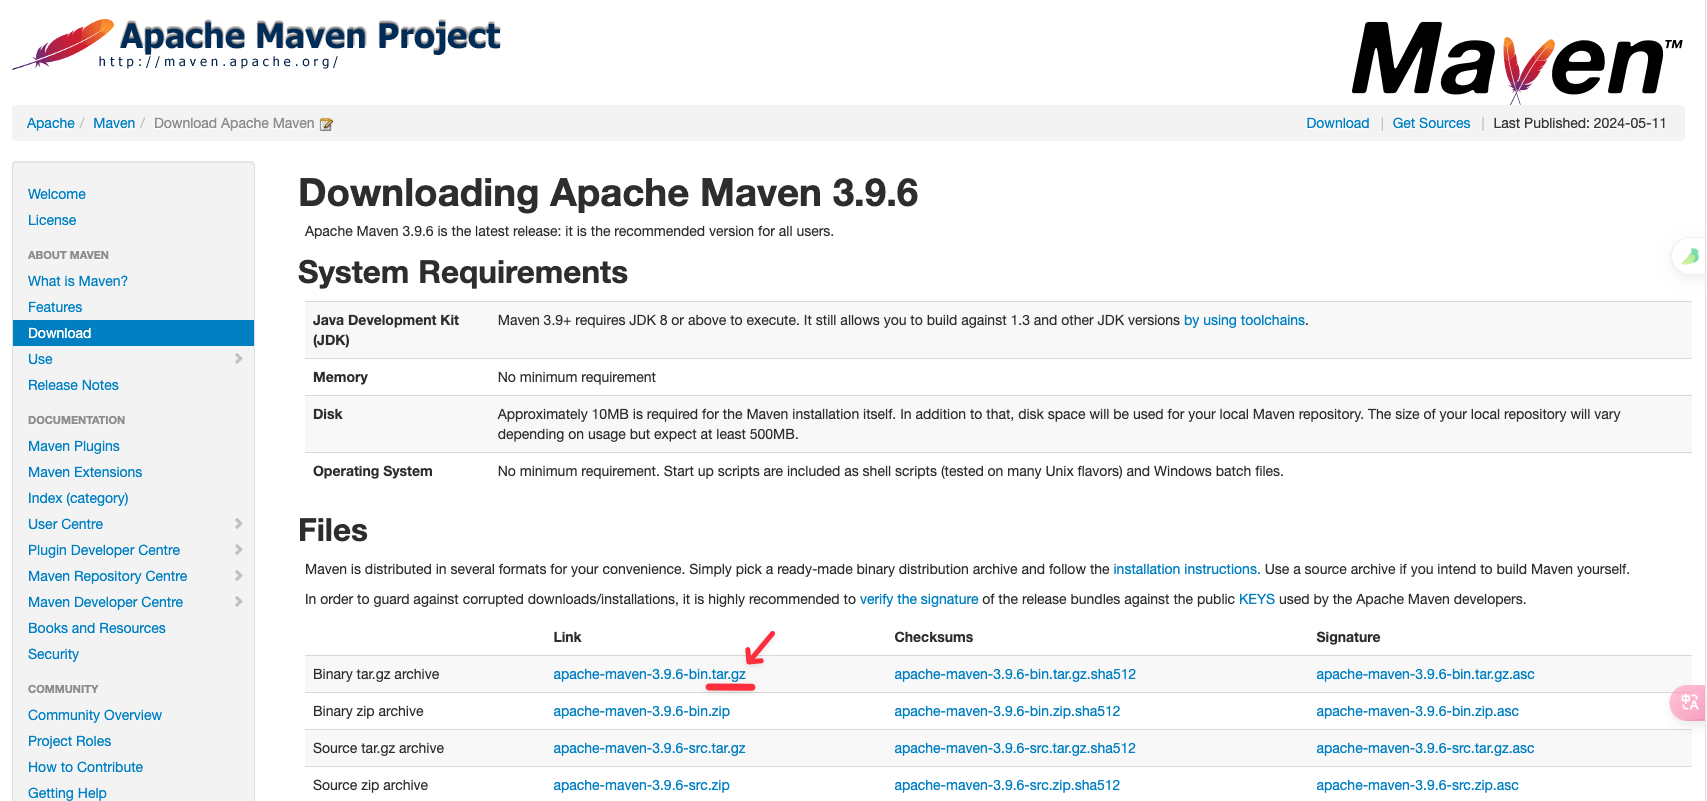 Apache Maven Project
http://maven.apache.org/
Maven™
Apache / Maven / Download Apache Maven
Download | Get Sources | Last Published: 2024-05-11
Welcome
License
ABOUT MAVEN
What is Maven?
Features
Download
Use
Release Notes
DOCUMENTATION
Maven Plugins
Maven Extensions
Index (category)
User Centre
Plugin Developer Centre
Maven Repository Centre
Maven Developer Centre
Books and Resources
Security
COMMUNITY
Community Overview
Project Roles
How to Contribute
Getting Help
Downloading Apache Maven 3.9.6
Apache Maven 3.9.6 is the latest release: it is the recommended version for all users.
System Requirements
Java Development Kit Maven 3.9+ requires JDK 8 or above to execute. It still allows you to build against 1.3 and other JDK versions by using toolchains.
(JDK)
Memory No minimum requirement
Disk Approximately 10MB is required for the Maven installation itself. In addition to that, disk space will be used for your local Maven repository. The size of your local repository will vary
depending on usage but expect at least 500MB.
Operating System No minimum requirement. Start up scripts are included as shell scripts (tested on many Unix flavors) and Windows batch files.
Files
Maven is distributed in several formats for your convenience. Simply pick a ready-made binary distribution archive and follow the installation instructions. Use a source archive if you intend to build Maven yourself.
In order to guard against corrupted downloads/installations, it is highly recommended to verify the signature of the release bundles against the public KEYS used by the Apache Maven developers.
Link Checksums Signature
Binary tar.gz archive apache-maven-3.9.6-bin.tar.gz apache-maven-3.9.6-bin.tar.gz.sha512 apache-maven-3.9.6-bin.tar.gz.asc
Binary zip archive apache-maven-3.9.6-bin.zip apache-maven-3.9.6-bin.zip.sha512 apache-maven-3.9.6-bin.zip.asc
Source tar.gz archive apache-maven-3.9.6-src.tar.gz apache-maven-3.9.6-src.tar.gz.sha512 apache-maven-3.9.6-src.tar.gz.asc
Source zip archive apache-maven-3.9.6-src.zip apache-maven-3.9.6-src.zip.sha512 apache-maven-3.9.6-src.zip.asc